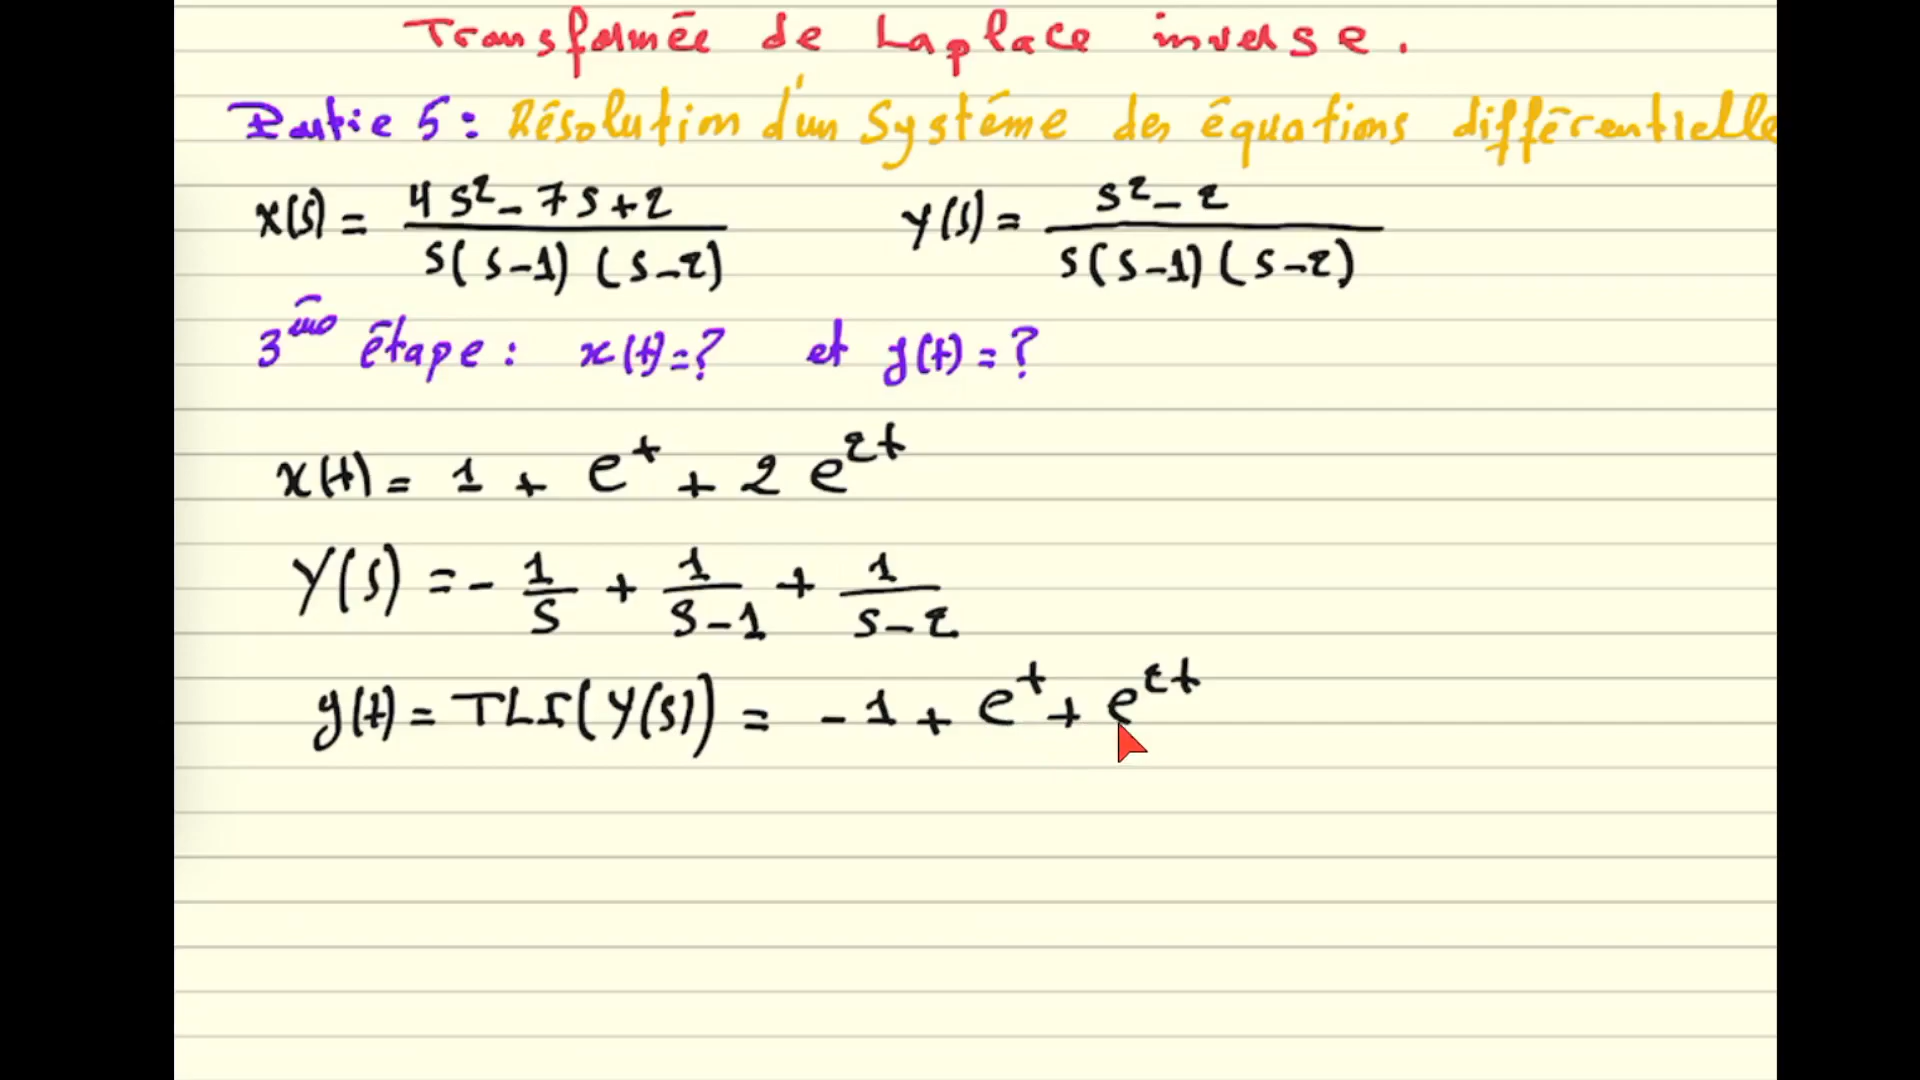 Transformée de Laplace inverse.
Partie 5: Résolution d'un Système des équations différentielle
x(s) = (4s² - 7s + 2) / (s(s-1)(s-2))    Y(s) = (s² - 2) / (s(s-1)(s-2))
3ème étape : x(t)=? et y(t)=?
x(t) = 1 + e^t + 2 e^(2t)
Y(s) = - 1/s + 1/(s-1) + 1/(s-2)
y(t) = TLI(Y(s)) = -1 + e^t + e^(2t)